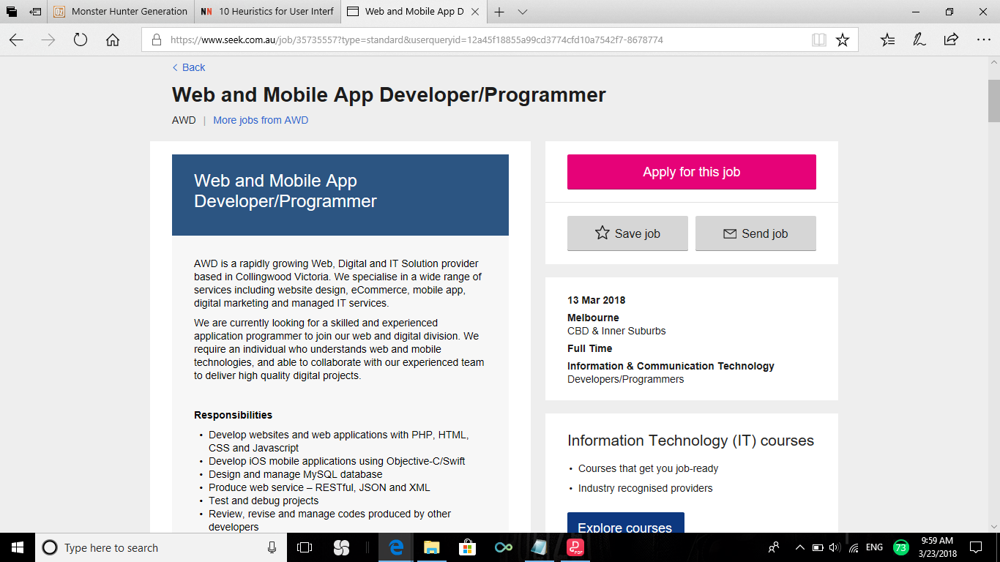 Monster Hunter Generation
NN 10 Heuristics for User Interf
Web and Mobile App D
https://www.seek.com.au/job/35735557?type=standard&userqueryid=12a45f18855a99cd3774cfd10a7542f7-8678774
Back
Web and Mobile App Developer/Programmer
AWD | More jobs from AWD
Web and Mobile App
Developer/Programmer
AWD is a rapidly growing Web, Digital and IT Solution provider
based in Collingwood Victoria. We specialise in a wide range of
services including website design, eCommerce, mobile app,
digital marketing and managed IT services.
We are currently looking for a skilled and experienced
application programmer to join our web and digital division. We
require an individual who understands web and mobile
technologies, and able to collaborate with our experienced team
to deliver high quality digital projects.
Responsibilities
• Develop websites and web applications with PHP, HTML,
CSS and Javascript
• Develop iOS mobile applications using Objective-C/Swift
• Design and manage MySQL database
• Produce web service – RESTful, JSON and XML
• Test and debug projects
• Review, revise and manage codes produced by other
developers
Apply for this job
Save job
Send job
13 Mar 2018
Melbourne
CBD & Inner Suburbs
Full Time
Information & Communication Technology
Developers/Programmers
Information Technology (IT) courses
• Courses that get you job-ready
• Industry recognised providers
Explore courses
Type here to search
PDF
ENG
73
9:59 AM
3/23/2018